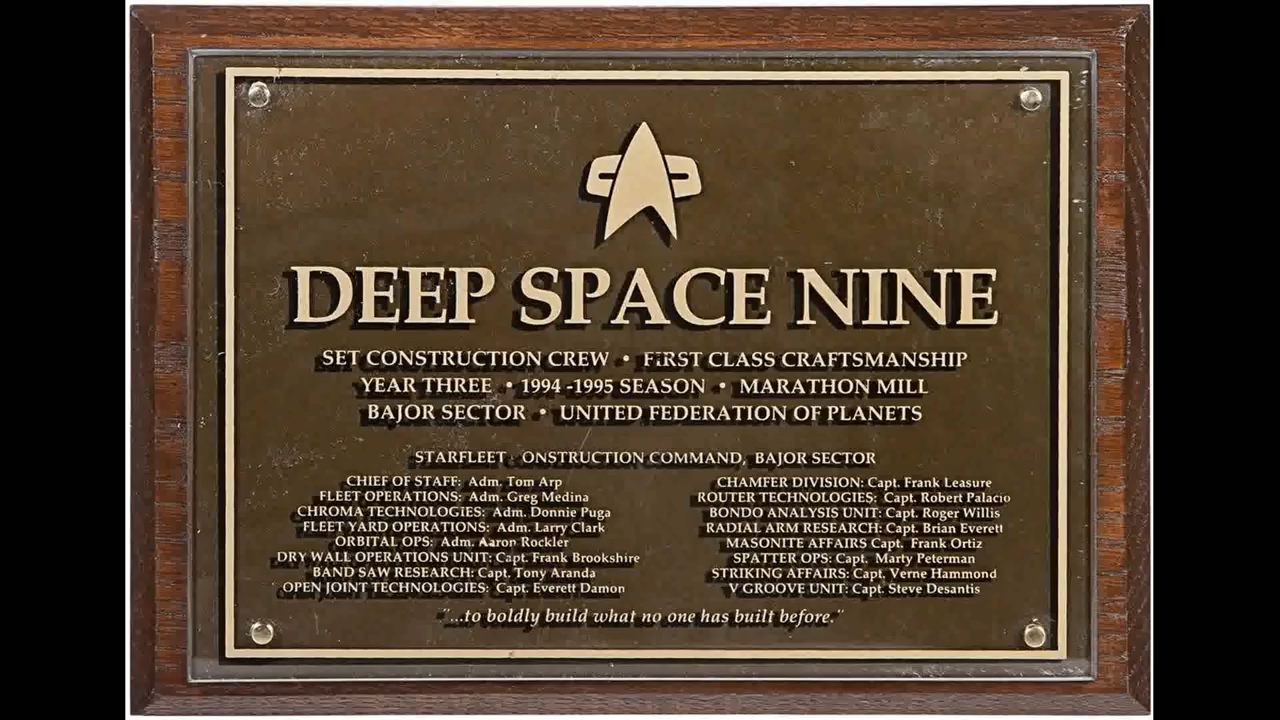 DEEP SPACE NINE
SET CONSTRUCTION CREW • FIRST CLASS CRAFTSMANSHIP
YEAR THREE • 1994 -1995 SEASON • MARATHON MILL
BAJOR SECTOR • UNITED FEDERATION OF PLANETS
STARFLEET ONSTRUCTION COMMAND, BAJOR SECTOR
CHIEF OF STAFF: Adm. Tom Arp
FLEET OPERATIONS: Adm. Greg Medina
CHROMA TECHNOLOGIES: Adm. Donnie Puga
FLEET YARD OPERATIONS: Adm. Larry Clark
ORBITAL OPS: Adm. Aaron Rockler
DRY WALL OPERATIONS UNIT: Capt. Frank Brookshire
BAND SAW RESEARCH: Capt. Tony Aranda
OPEN JOINT TECHNOLOGIES: Capt. Everett Damon
CHAMFER DIVISION: Capt. Frank Leasure
ROUTER TECHNOLOGIES: Capt. Robert Palacio
BONDO ANALYSIS UNIT: Capt. Roger Willis
RADIAL ARM RESEARCH: Capt. Brian Everett
MASONITE AFFAIRS Capt. Frank Ortiz
SPATTER OPS: Capt. Marty Peterman
STRIKING AFFAIRS: Capt. Verne Hammond
V GROOVE UNIT: Capt. Steve Desantis
"...to boldly build what no one has built before."